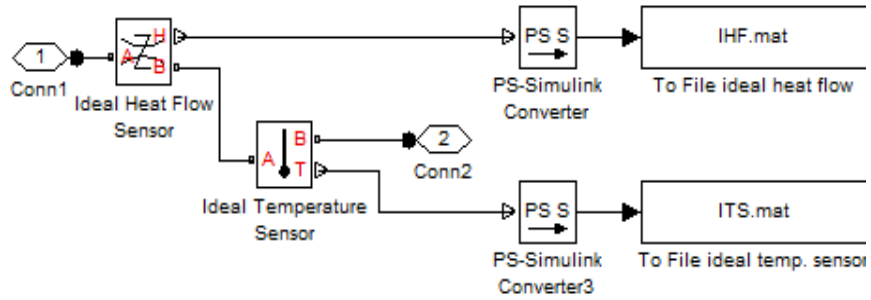 1
Conn1
H
A
B
Ideal Heat Flow
Sensor
PS S
PS-Simulink
Converter
IHF.mat
To File ideal heat flow
A
B
T
Ideal Temperature
Sensor
2
Conn2
PS S
PS-Simulink
Converter3
ITS.mat
To File ideal temp. sensor